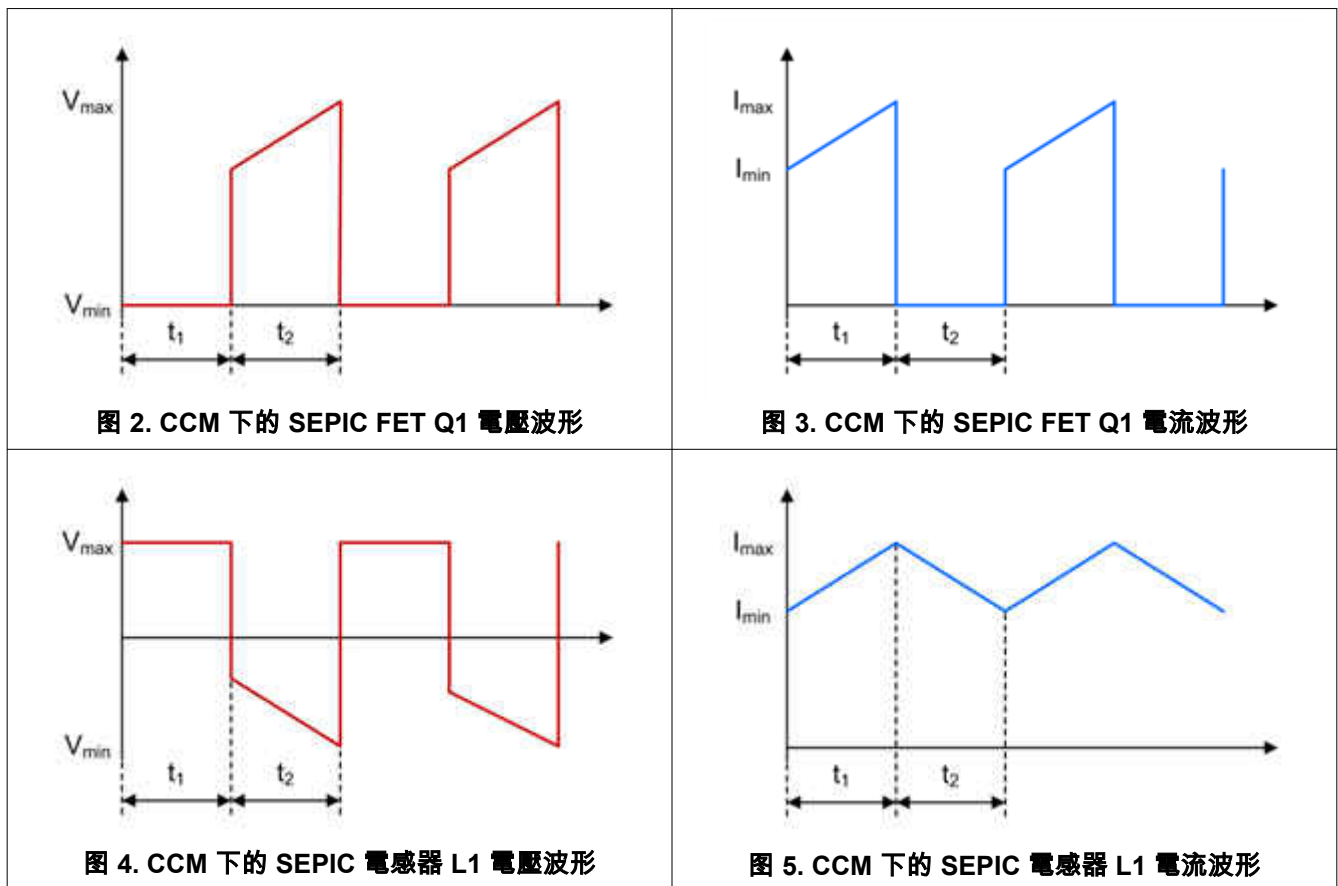 Vmax
Vmin
t1
t2
图 2. CCM 下的 SEPIC FET Q1 電壓波形
Imax
Imin
t1
t2
图 3. CCM 下的 SEPIC FET Q1 電流波形
Vmax
Vmin
t1
t2
图 4. CCM 下的 SEPIC 電感器 L1 電壓波形
Imax
Imin
t1
t2
图 5. CCM 下的 SEPIC 電感器 L1 電流波形